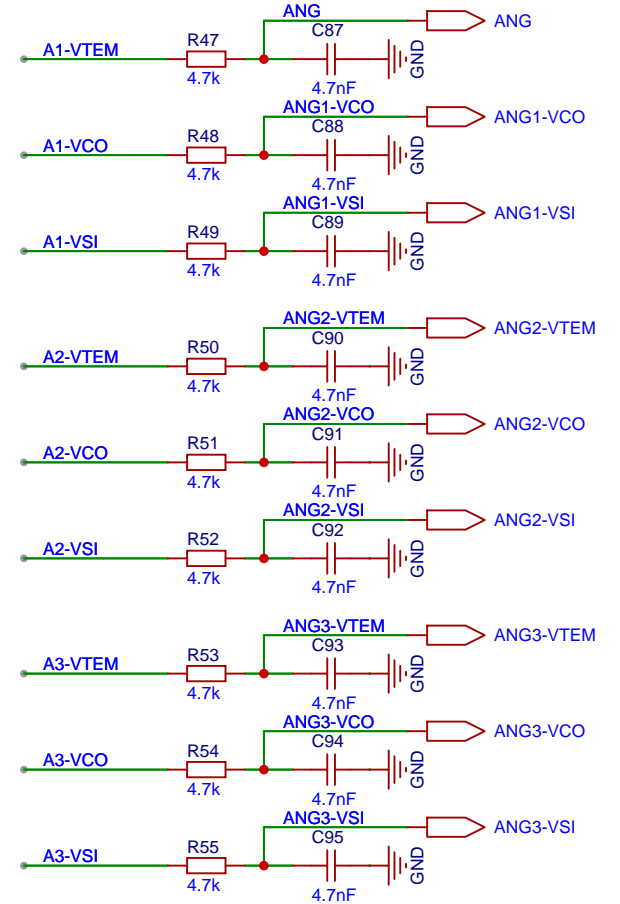 ANG
ANG
C87
R47
A1-VTEM
GND
4.7k
4.7nF
ANG1-VCO
ANG1-VCO
C88
R48
A1-VCO
GND
4.7k
4.7nF
ANG1-VSI
ANG1-VSI
C89
R49
A1-VSI
GND
4.7k
4.7nF
ANG2-VTEM
ANG2-VTEM
C90
R50
A2-VTEM
GND
4.7k
4.7nF
ANG2-VCO
ANG2-VCO
C91
R51
A2-VCO
GND
4.7k
4.7nF
ANG2-VSI
ANG2-VSI
C92
R52
A2-VSI
GND
4.7k
4.7nF
ANG3-VTEM
ANG3-VTEM
C93
R53
A3-VTEM
GND
4.7k
4.7nF
ANG3-VCO
ANG3-VCO
C94
R54
A3-VCO
GND
4.7k
4.7nF
ANG3-VSI
ANG3-VSI
C95
R55
A3-VSI
GND
4.7k
4.7nF